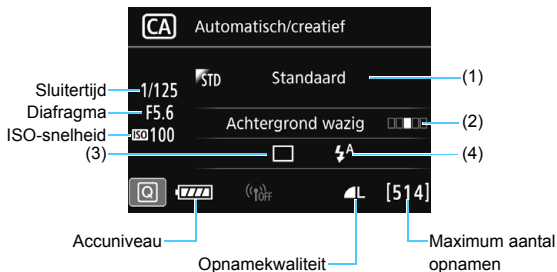 CA Automatisch/creatief
STD Standaard (1)
Sluitertijd 1/125
Diafragma F5.6
Achtergrond wazig (2)
ISO-snelheid ISO 100
(3) A (4)
Q OFF L [514]
Accuniveau
Maximum aantal
opnamen
Opnamekwaliteit